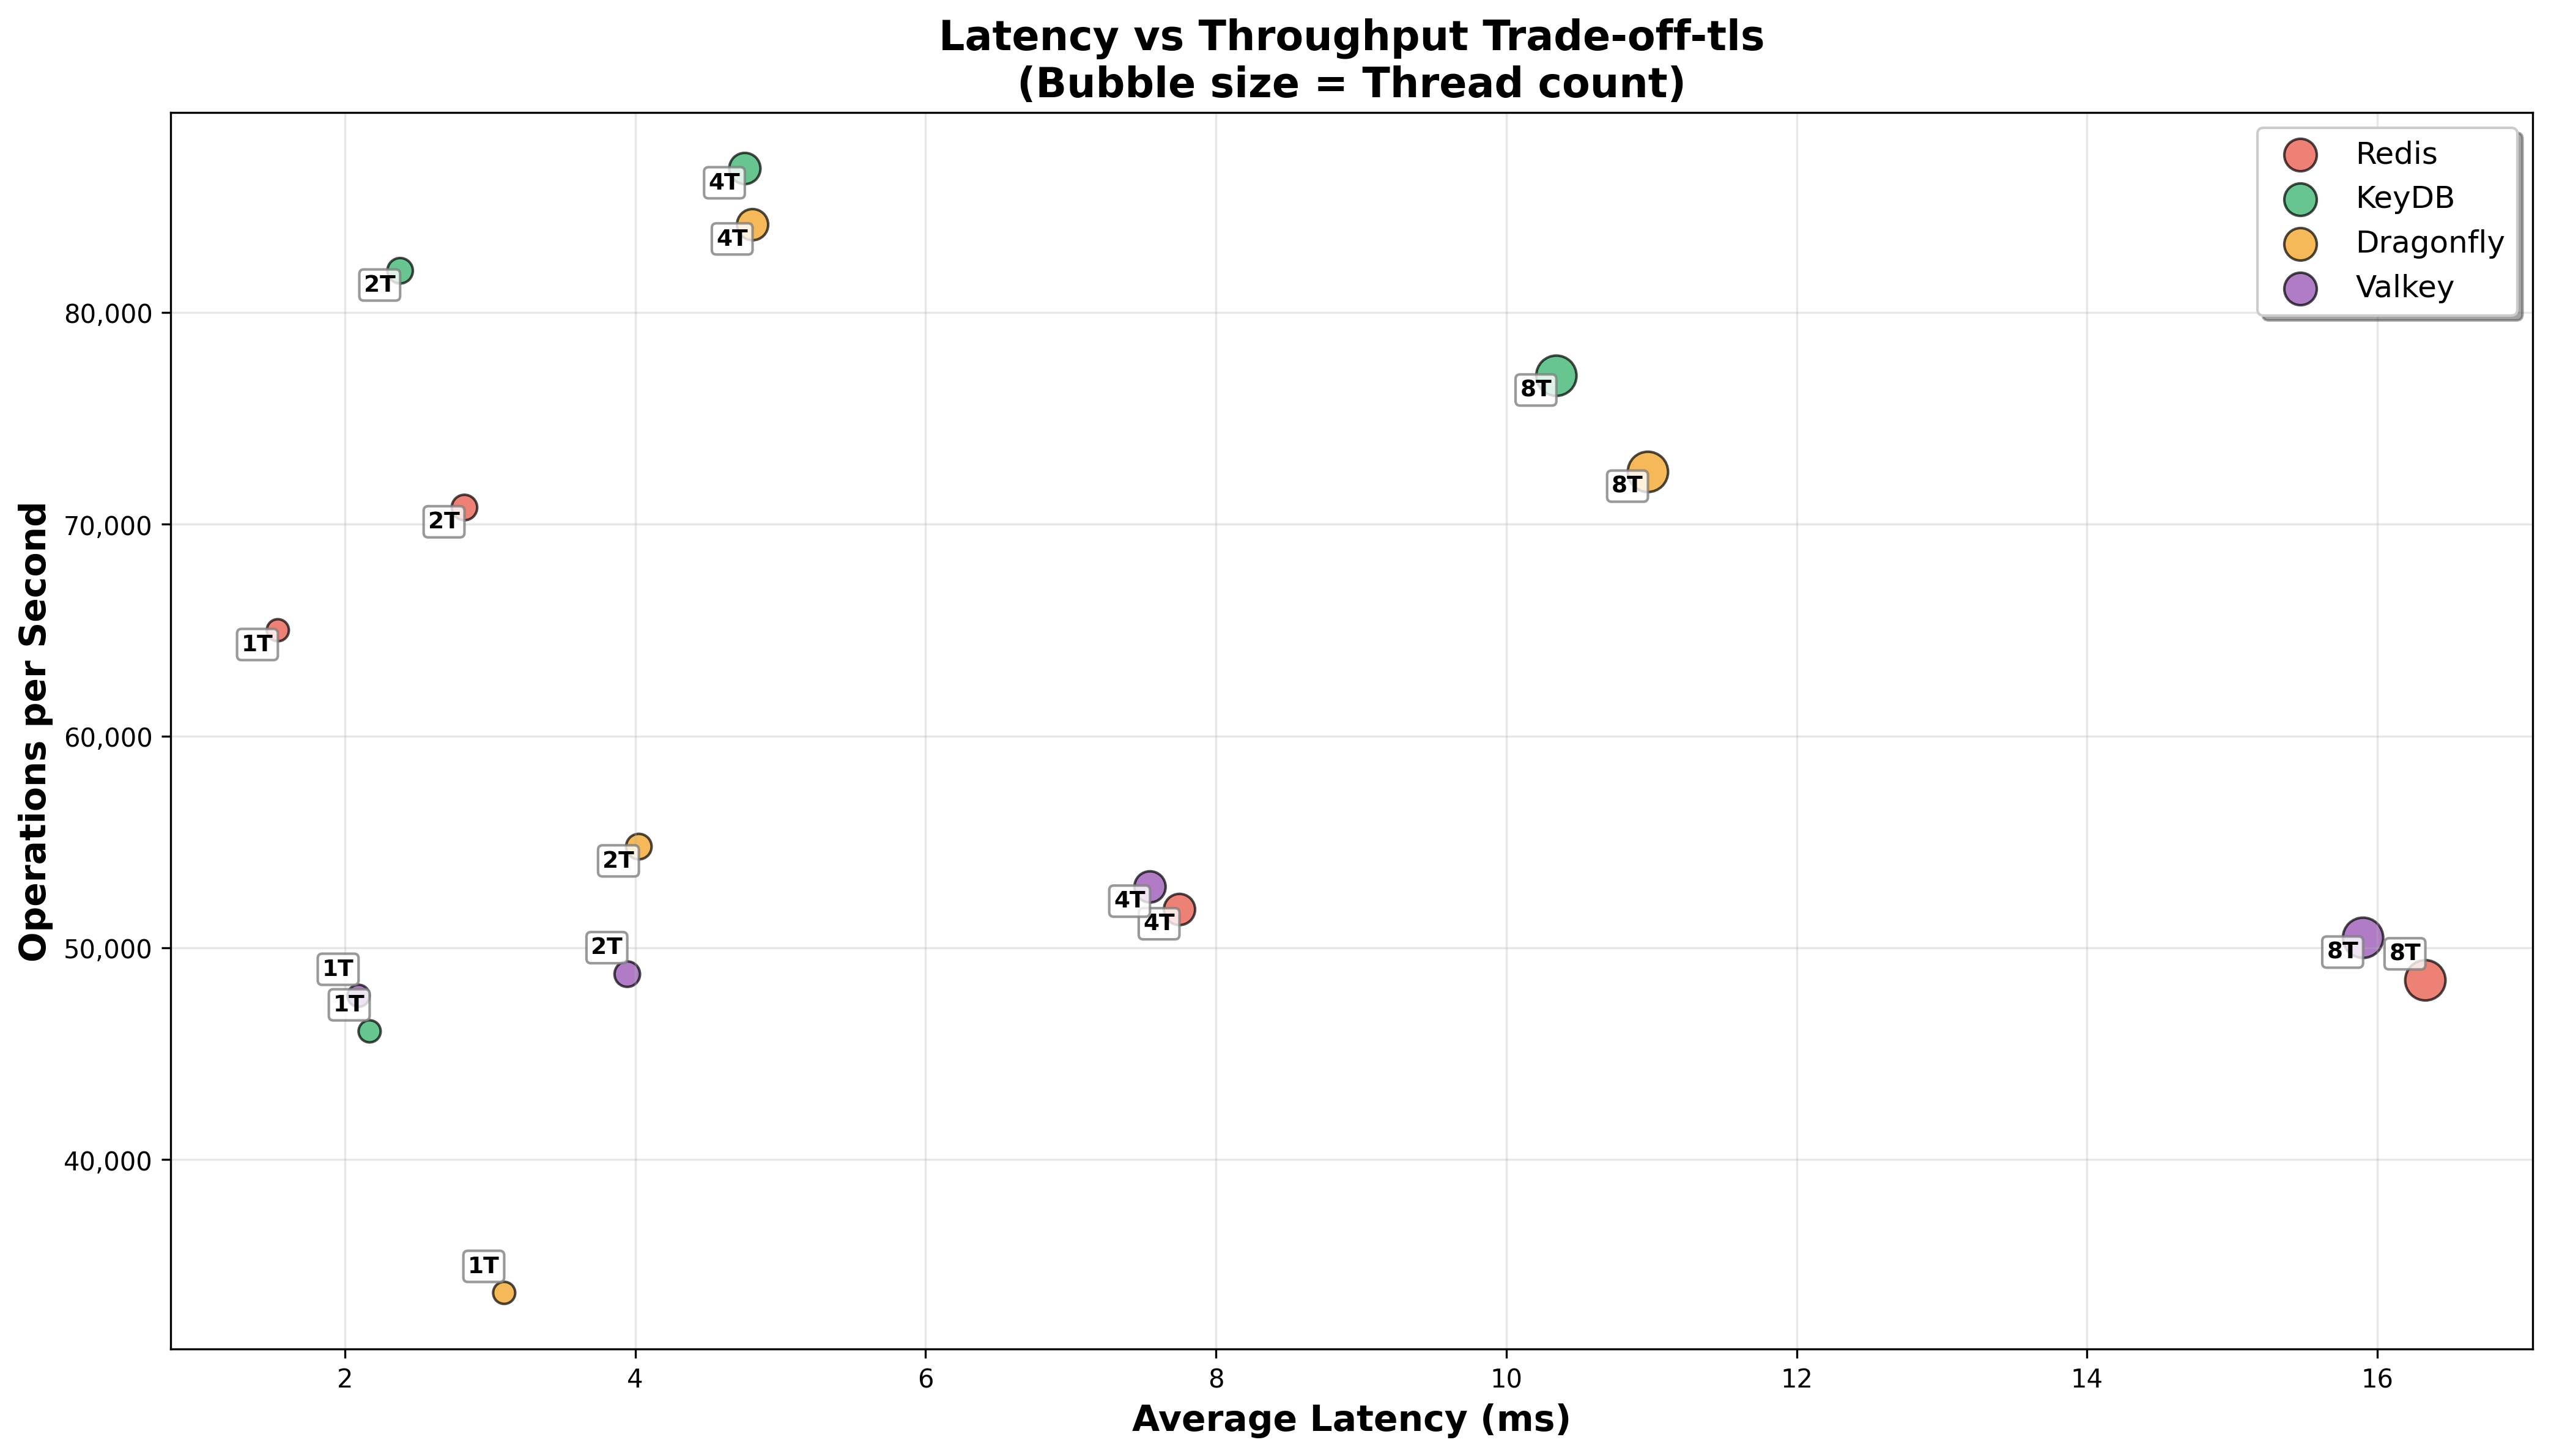 Latency vs Throughput Trade-off-tls
(Bubble size = Thread count)
Redis
KeyDB
Dragonfly
Valkey
Operations per Second
80,000
70,000
60,000
50,000
40,000
4T
4T
2T
8T
8T
2T
1T
2T
4T
4T
2T
8T
8T
1T
1T
1T
2
4
6
8
10
12
14
16
Average Latency (ms)